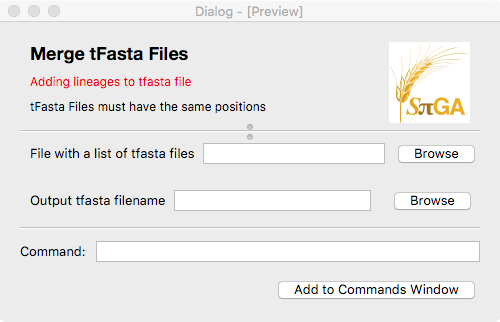 Dialog - [Preview]
Merge tFasta Files
Adding lineages to tfasta file
tFasta Files must have the same positions
SπGA
File with a list of tfasta files
Browse
Output tfasta filename
Browse
Command:
Add to Commands Window